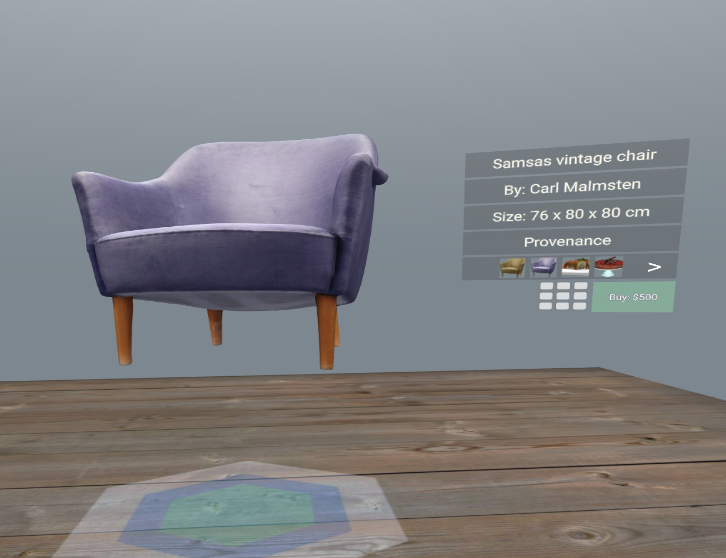 Samsas vintage chair
By: Carl Malmsten
Size: 76 x 80 x 80 cm
Provenance
>
Buy: $500